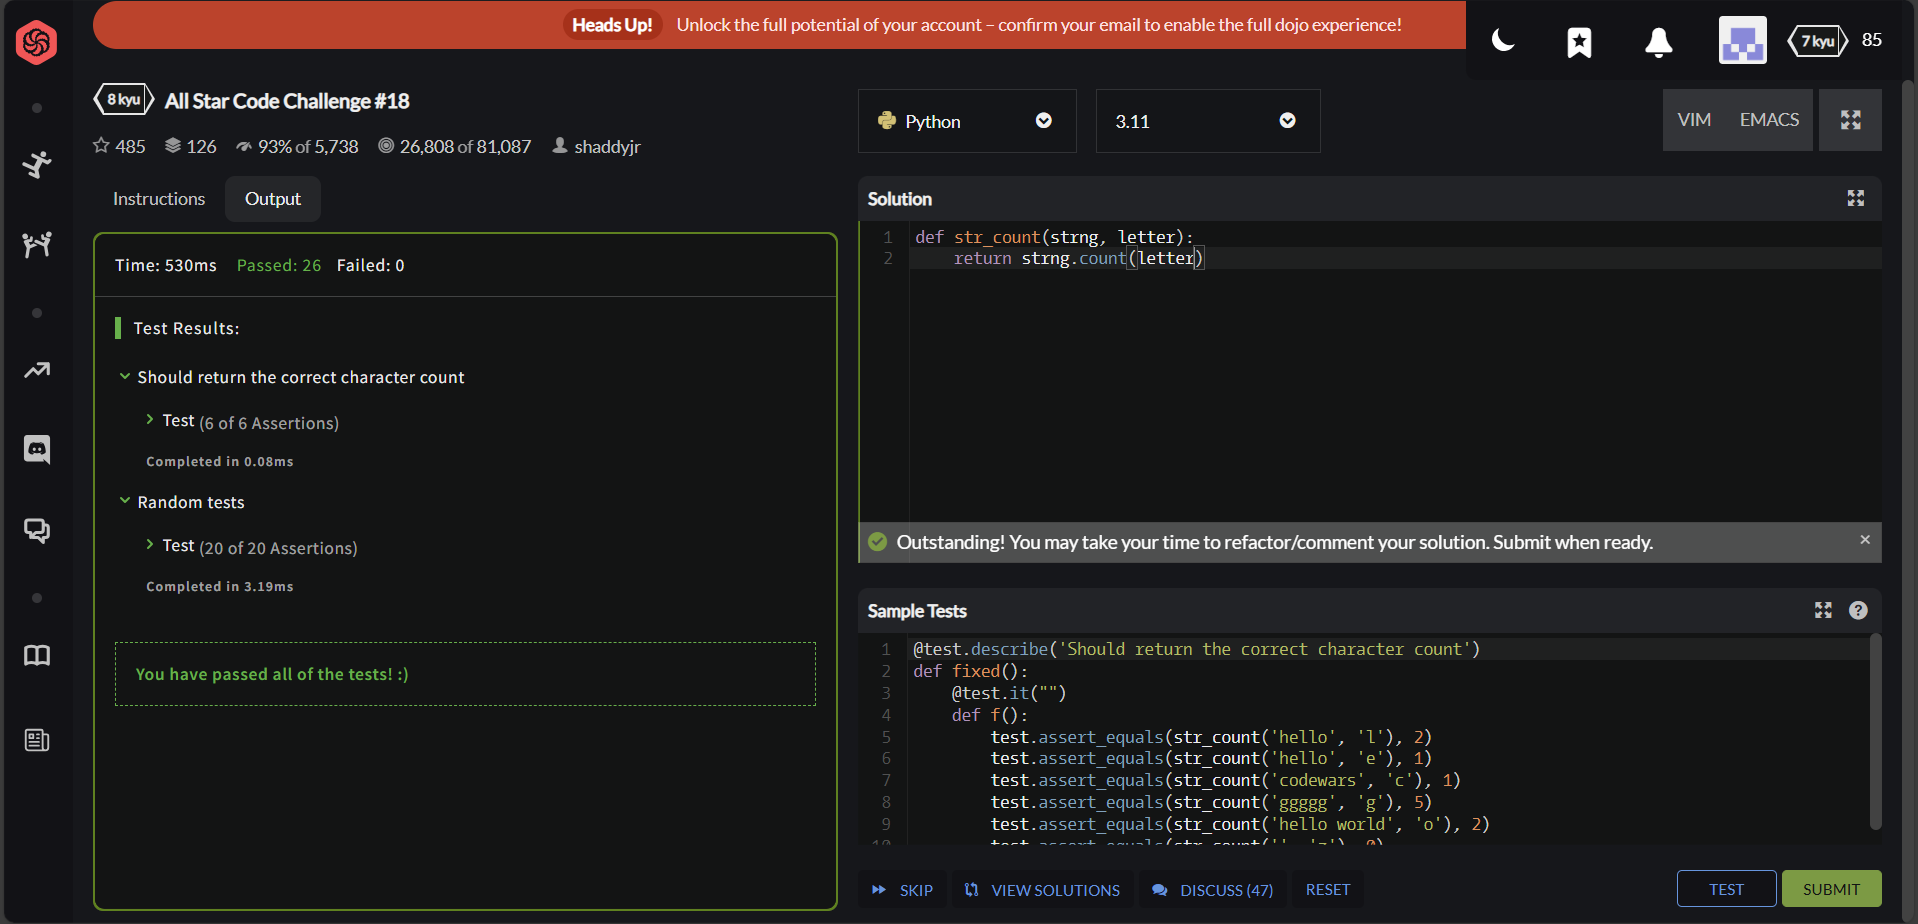 Heads Up! Unlock the full potential of your account – confirm your email to enable the full dojo experience!
7 kyu 85
8 kyu All Star Code Challenge #18
485 126 93% of 5,738 26,808 of 81,087 shaddyjr
Instructions Output
Time: 530ms Passed: 26 Failed: 0
Test Results:
Should return the correct character count
Test (6 of 6 Assertions)
Completed in 0.08ms
Random tests
Test (20 of 20 Assertions)
Completed in 3.19ms
You have passed all of the tests! :)
Python 3.11 VIM EMACS
Solution
1 def str_count(strng, letter):
2 return strng.count(letter)
Outstanding! You may take your time to refactor/comment your solution. Submit when ready. ×
Sample Tests ?
1 @test.describe('Should return the correct character count')
2 def fixed():
3 @test.it("")
4 def f():
5 test.assert_equals(str_count('hello', 'l'), 2)
6 test.assert_equals(str_count('hello', 'e'), 1)
7 test.assert_equals(str_count('codewars', 'c'), 1)
8 test.assert_equals(str_count('ggggg', 'g'), 5)
9 test.assert_equals(str_count('hello world', 'o'), 2)
10 test.assert_equals(str_count('', 'z'), 0)
SKIP VIEW SOLUTIONS DISCUSS (47) RESET TEST SUBMIT